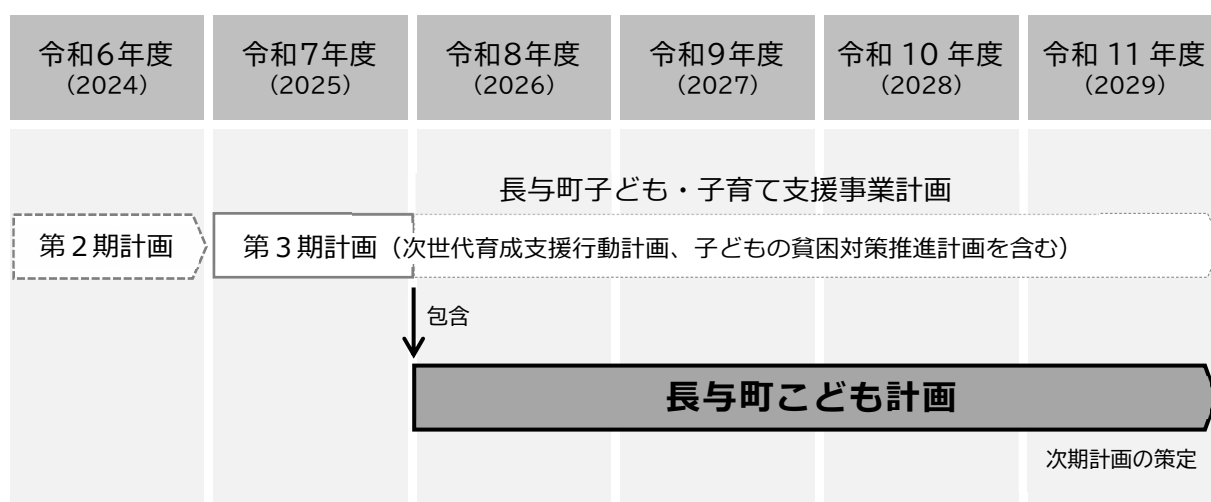 令和6年度
(2024)
令和7年度
(2025)
令和8年度
(2026)
令和9年度
(2027)
令和 10 年度
(2028)
令和 11 年度
(2029)
長与町子ども・子育て支援事業計画
第2期計画
第3期計画（次世代育成支援行動計画、子どもの貧困対策推進計画を含む）
包含
長与町こども計画
次期計画の策定